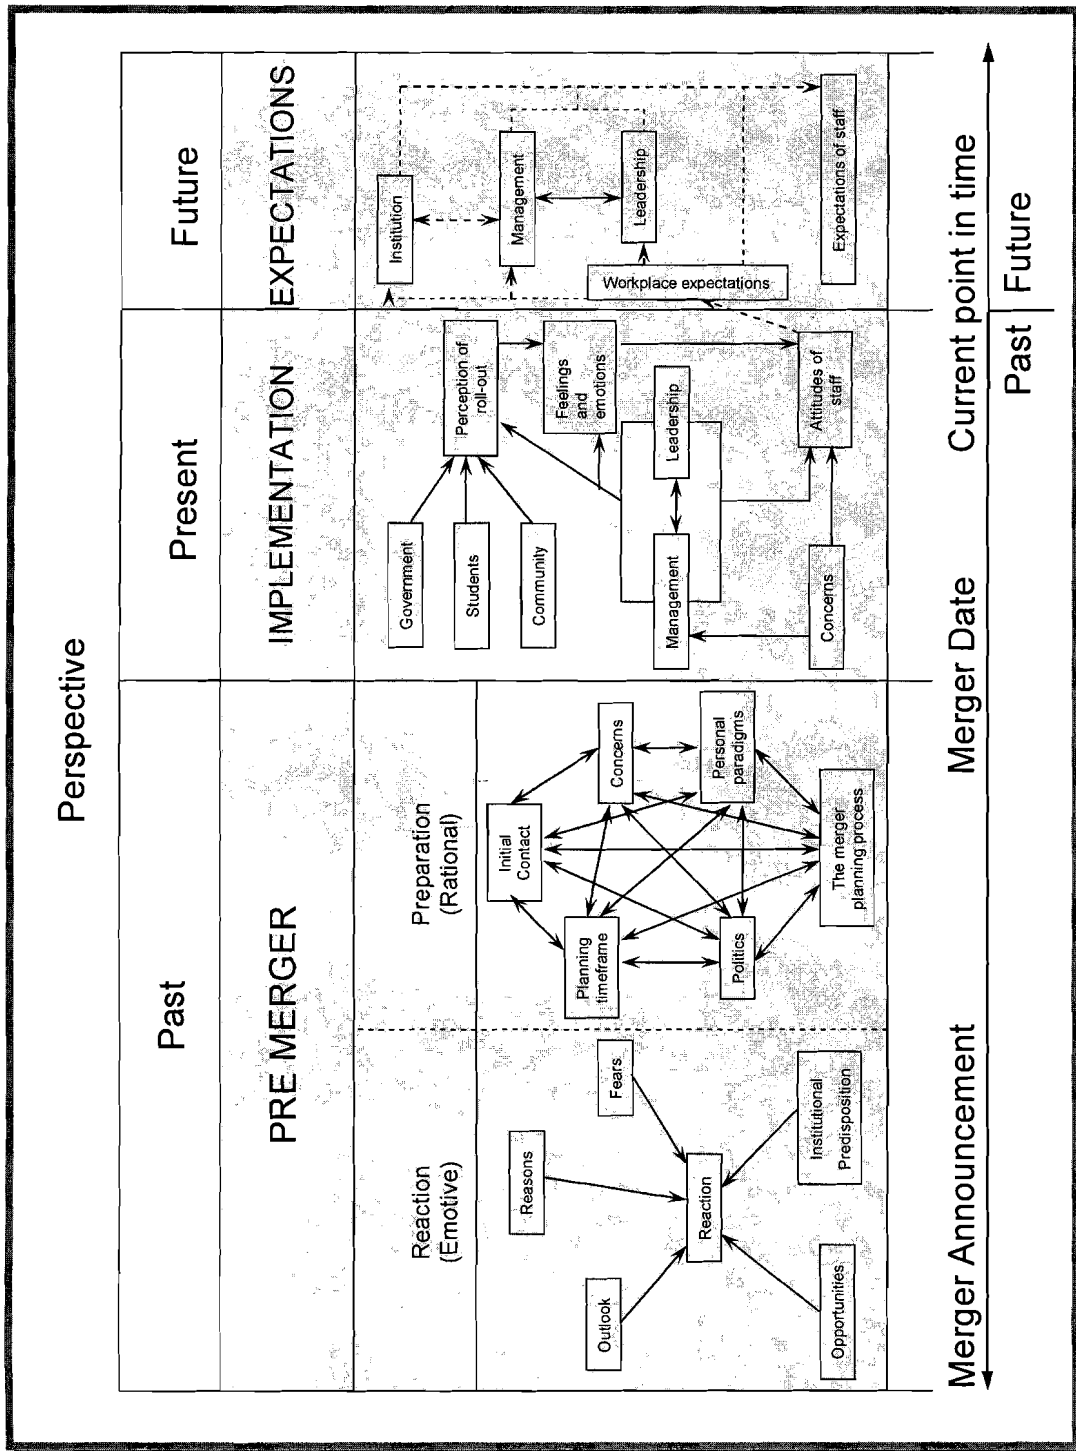 Perspective
Past
Present
Future
PRE MERGER
IMPLEMENTATION
EXPECTATIONS
Reaction
(Emotive)
Preparation
(Rational)
Outlook
Reasons
Fears
Reaction
Opportunities
Institutional
Predisposition
Initial
Contact
Planning
timeframe
Concerns
Politics
Personal
paradigms
The merger
planning process
Government
Students
Community
Perception of
roll-out
Feelings
and
emotions
Management
Leadership
Concerns
Attitudes of
staff
Institution
Management
Leadership
Workplace expectations
Expectations of staff
Merger Announcement
Merger Date
Current point in time
Past
Future